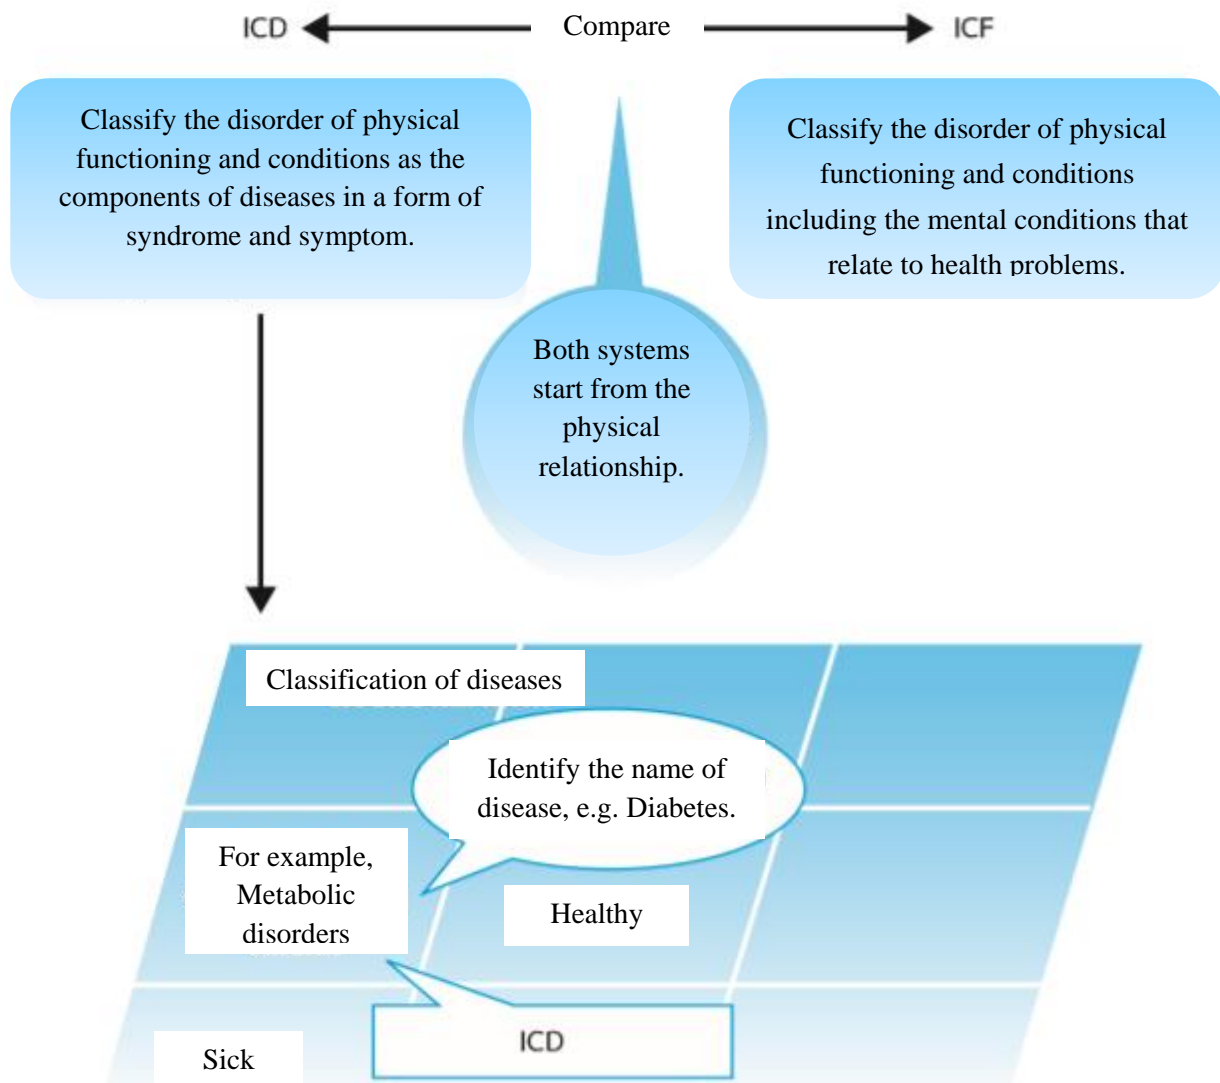 ICD
Compare
ICF
Classify the disorder of physical
functioning and conditions as the
components of diseases in a form of
syndrome and symptom.
Classify the disorder of physical
functioning and conditions
including the mental conditions that
relate to health problems.
Both systems
start from the
physical
relationship.
Classification of diseases
Identify the name of
disease, e.g. Diabetes.
For example,
Metabolic
disorders
Healthy
ICD
Sick